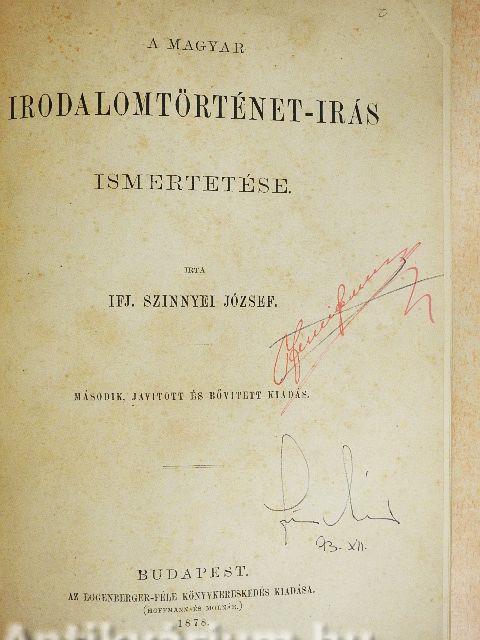 A MAGYAR
IRODALOMTÖRTÉNET-IRÁS
ISMERTETÉSE.
IRTA
IFJ. SZINNYEI JÓZSEF.
MÁSODIK, JAVITOTT ÉS BŐVITETT KIADÁS.
93. XII.
BUDAPEST.
AZ EGGENBERGER-FÉLE KÖNYVKERESKEDÉS KIADÁSA.
(HOFFMANN ÉS MOLNÁR.)
1878.